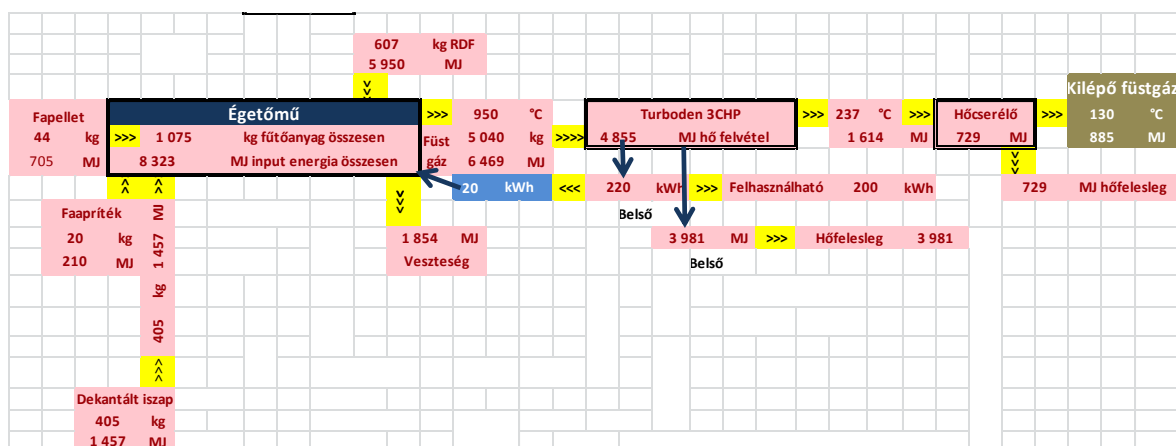 607 kg RDF
5 950 MJ
>>>
Fapellet
44 kg
705 MJ
Égetőmű
>>> 1 075 kg fűtőanyag összesen
8 323 MJ input energia összesen
>>>
Füst gáz
950 °C
5 040 kg
6 469 MJ
>>>>
Turboden 3CHP
4 855 MJ hő felvétel
>>>
237 °C
1 614 MJ
>>>
Hőcserélő
729 MJ
>>>
Kilépő füstgáz
130 °C
885 MJ
>>>
>>>
>>>
>>>
20 kWh
<<<
220 kWh
>>>
Felhasználható 200 kWh
729 MJ hőfelesleg
Belső
Faapríték
20 kg
210 MJ
405 kg 1 457 MJ
1 854 MJ
Veszteség
3 981 MJ
>>>
Hőfelesleg 3 981
Belső
>>>
Dekantált iszap
405 kg
1 457 MJ